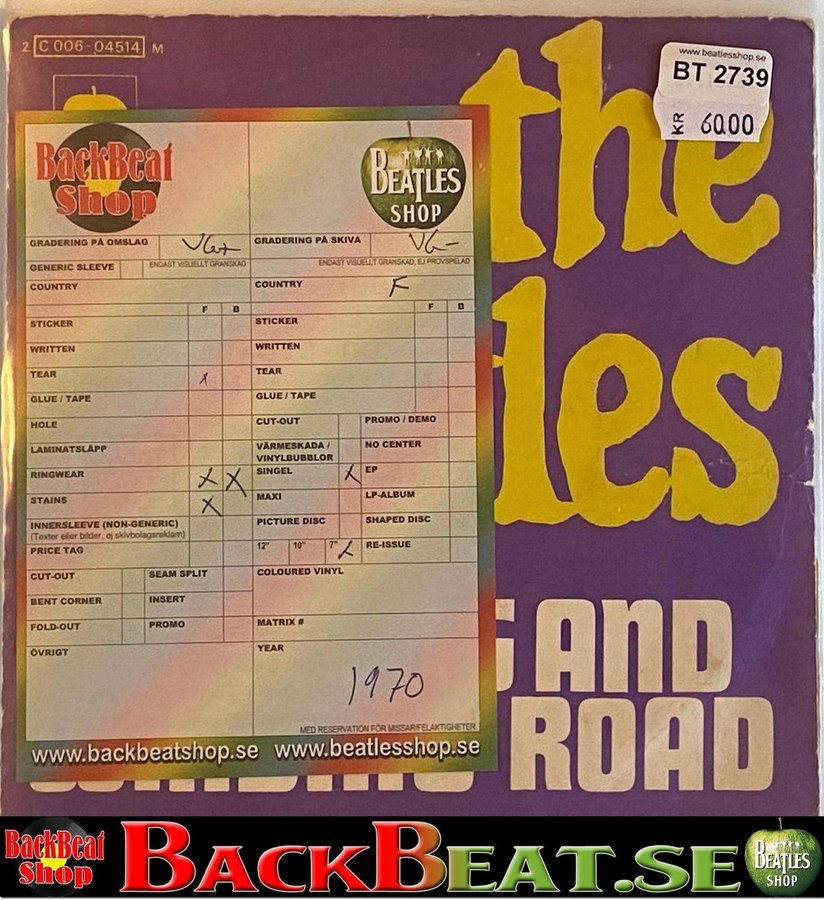 2 C 006-04514 M
the
les
G AND
ROAD
www.beatlesshop.se
BT 2739
KR 60.00
BackBeat
Shop
BEATLES
SHOP
GRADERING PÅ OMSLAG VG+
ENDAST VISUELLT GRANSKAD
GENERIC SLEEVE
COUNTRY
F B
STICKER
WRITTEN
TEAR x
GLUE / TAPE
HOLE
LAMINATSLÄPP
RINGWEAR X X
STAINS X
INNERSLEEVE (NON-GENERIC)
(Texter eller bilder, ej skivbolagsreklam)
PRICE TAG
CUT-OUT SEAM SPLIT
BENT CORNER INSERT
FOLD-OUT PROMO
ÖVRIGT
GRADERING PÅ SKIVA VG-
ENDAST VISUELLT GRANSKAD, EJ PROVSPELAD
COUNTRY F
F B
STICKER
WRITTEN
TEAR
GLUE / TAPE
CUT-OUT PROMO / DEMO
VÄRMESKADA / NO CENTER
VINYLBUBBLOR
SINGEL X EP
MAXI LP-ALBUM
PICTURE DISC SHAPED DISC
12" 10" 7" X RE-ISSUE
COLOURED VINYL
MATRIX #
YEAR
1970
MED RESERVATION FÖR MISSAR/FELAKTIGHETER
www.backbeatshop.se www.beatlesshop.se
BackBeat
Shop
BACKBEAT.SE
BEATLES
SHOP